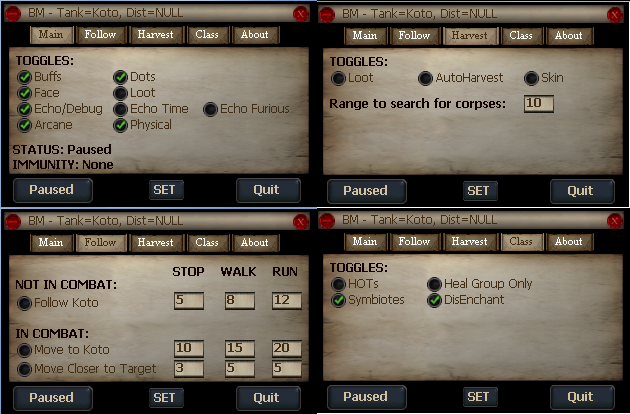 BM - Tank=Koto, Dist=NULL
Main Follow Harvest Class About
TOGGLES:
Buffs Dots
Face Loot
Echo/Debug Echo Time Echo Furious
Arcane Physical
STATUS: Paused
IMMUNITY: None
Paused SET Quit
BM - Tank=Koto, Dist=NULL
Main Follow Harvest Class About
TOGGLES:
Loot AutoHarvest Skin
Range to search for corpses: 10
Paused SET Quit
BM - Tank=Koto, Dist=NULL
Main Follow Harvest Class About
STOP WALK RUN
NOT IN COMBAT:
Follow Koto 5 8 12
IN COMBAT:
Move to Koto 10 15 20
Move Closer to Target 3 5 5
Paused SET Quit
BM - Tank=Koto, Dist=NULL
Main Follow Harvest Class About
TOGGLES:
HOTs Heal Group Only
Symbiotes DisEnchant
Paused SET Quit